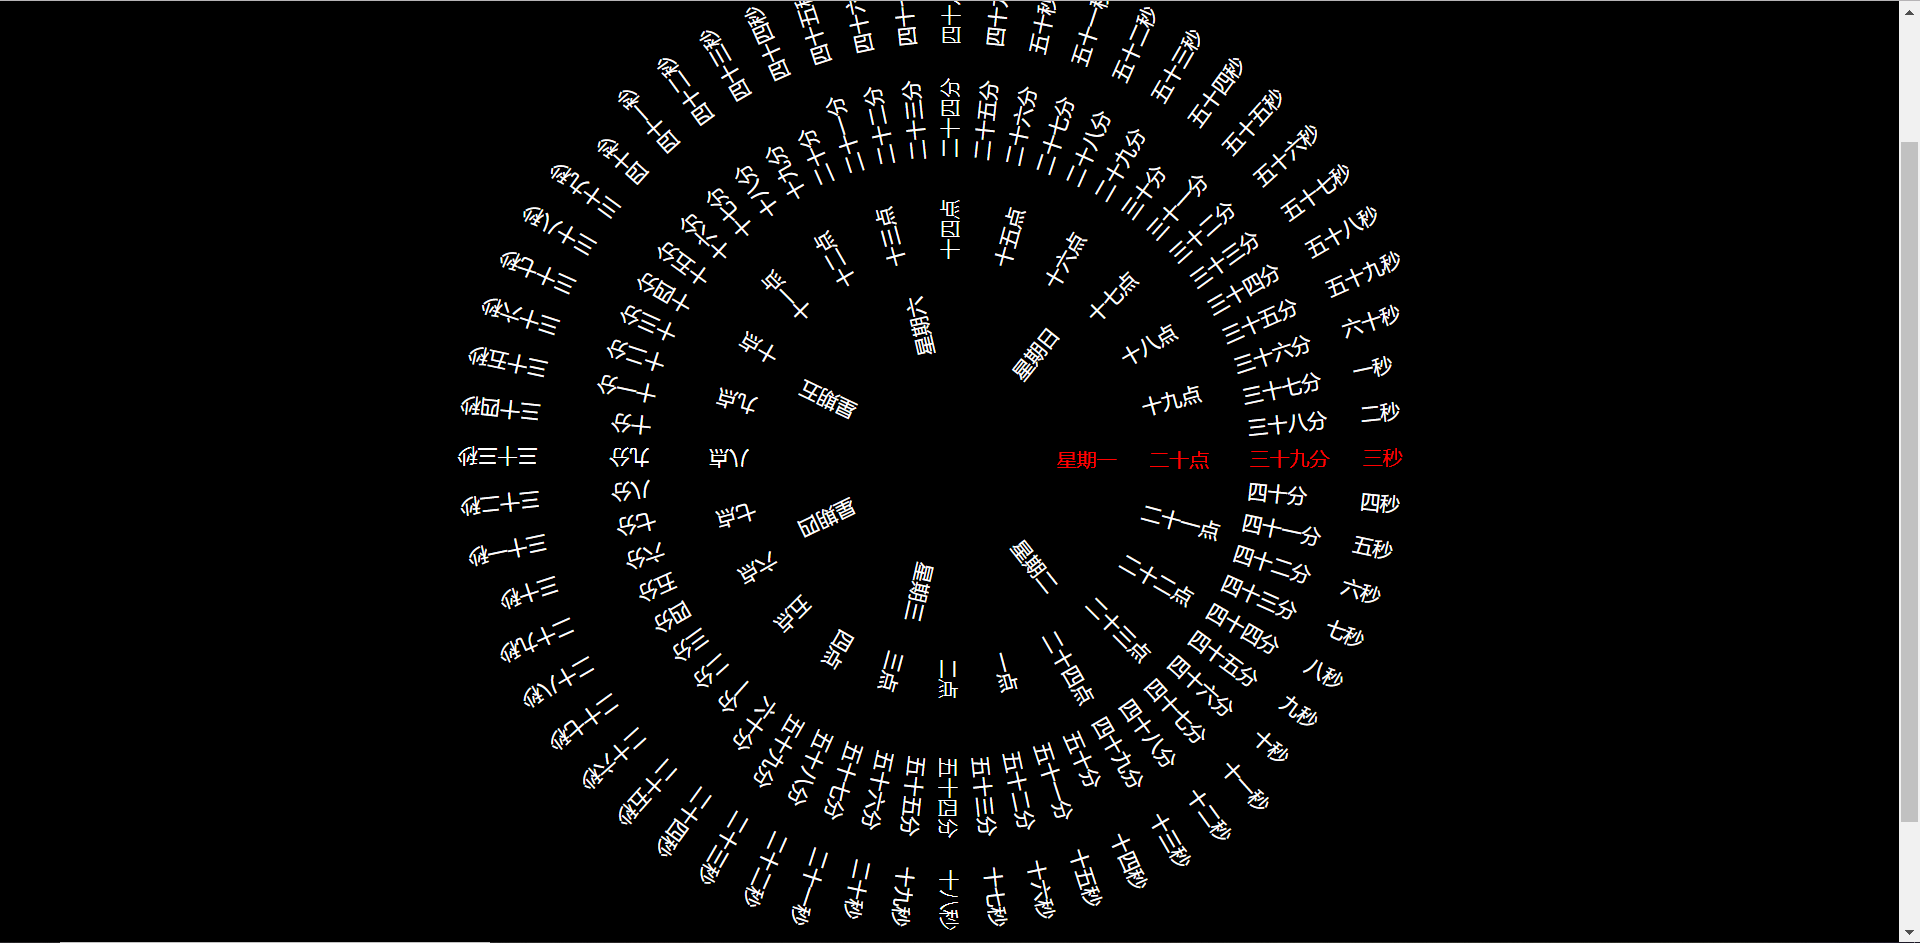 星期一
星期二
星期三
星期四
星期五
星期六
星期日
一点
二点
三点
四点
五点
六点
七点
八点
九点
十点
十一点
十二点
十三点
十四点
十五点
十六点
十七点
十八点
十九点
二十点
二十一点
二十二点
二十三点
二十四点
一分
二分
三分
四分
五分
六分
七分
八分
九分
十分
十一分
十二分
十三分
十四分
十五分
十六分
十七分
十八分
十九分
二十分
二十一分
二十二分
二十三分
二十四分
二十五分
二十六分
二十七分
二十八分
二十九分
三十分
三十一分
三十二分
三十三分
三十四分
三十五分
三十六分
三十七分
三十八分
三十九分
四十分
四十一分
四十二分
四十三分
四十四分
四十五分
四十六分
四十七分
四十八分
四十九分
五十分
五十一分
五十二分
五十三分
五十四分
五十五分
五十六分
五十七分
五十八分
五十九分
六十分
一秒
二秒
三秒
四秒
五秒
六秒
七秒
八秒
九秒
十秒
十一秒
十二秒
十三秒
十四秒
十五秒
十六秒
十七秒
十八秒
十九秒
二十秒
二十一秒
二十二秒
二十三秒
二十四秒
二十五秒
二十六秒
二十七秒
二十八秒
二十九秒
三十秒
三十一秒
三十二秒
三十三秒
三十四秒
三十五秒
三十六秒
三十七秒
三十八秒
三十九秒
四十秒
四十一秒
四十二秒
四十三秒
四十四秒
四十五秒
四十六
四十
四十
四十
五十秒
五十一秒
五十二秒
五十三秒
五十四秒
五十五秒
五十六秒
五十七秒
五十八秒
五十九秒
六十秒